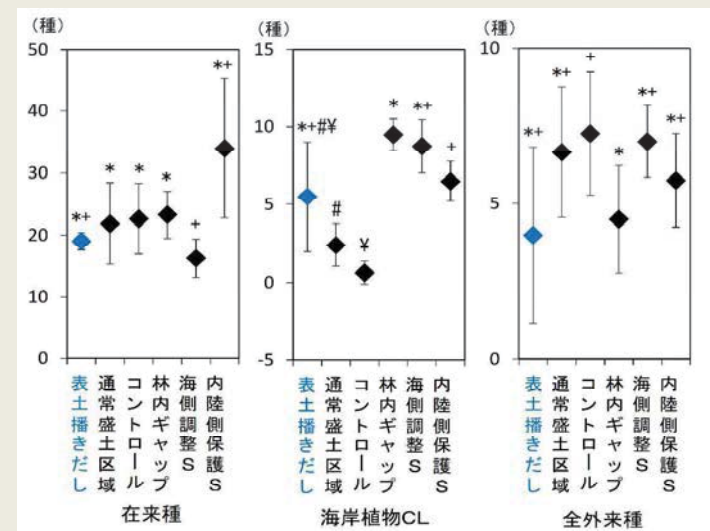 (種)
50
40
30
20
10
0
*+
*
*
*
+
*+
表土播きだし
通常盛土区域
コントロール
林内ギャップ
海側調整S
内陸側保護S
在来種
(種)
15
10
5
0
-5
*+#¥
#
¥
*
*+
+
表土播きだし
通常盛土区域
コントロール
林内ギャップ
海側調整S
内陸側保護S
海岸植物CL
(種)
10
5
0
*+
*+
+
*
*+
*+
表土播きだし
通常盛土区域
コントロール
林内ギャップ
海側調整S
内陸側保護S
全外来種